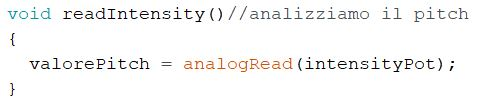 void readIntensity()//analizziamo il pitch
{
  valorePitch = analogRead(intensityPot);
}